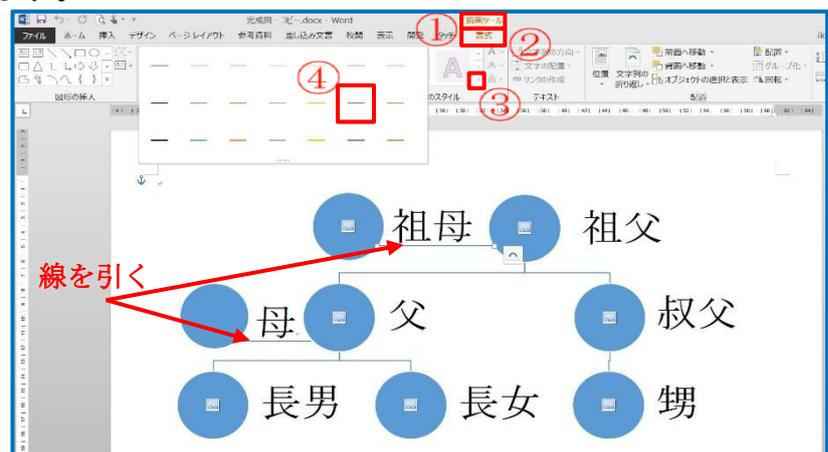 完成図 - コピー.docx - Word
① 描画ツール
ファイル ホーム 挿入 デザイン ページ レイアウト 参考資料 差し込み文書 校閲 表示 開発 書式
② 文字列の方向
文字の配置
リンクの作成
位置 文字列の折り返し
前面へ移動 配置
背面へ移動 グループ化
オブジェクトの選択と表示 回転
④
③
図形の挿入 のスタイル テキスト 配置
祖母 祖父
線を引く
母 父 叔父
長男 長女 甥